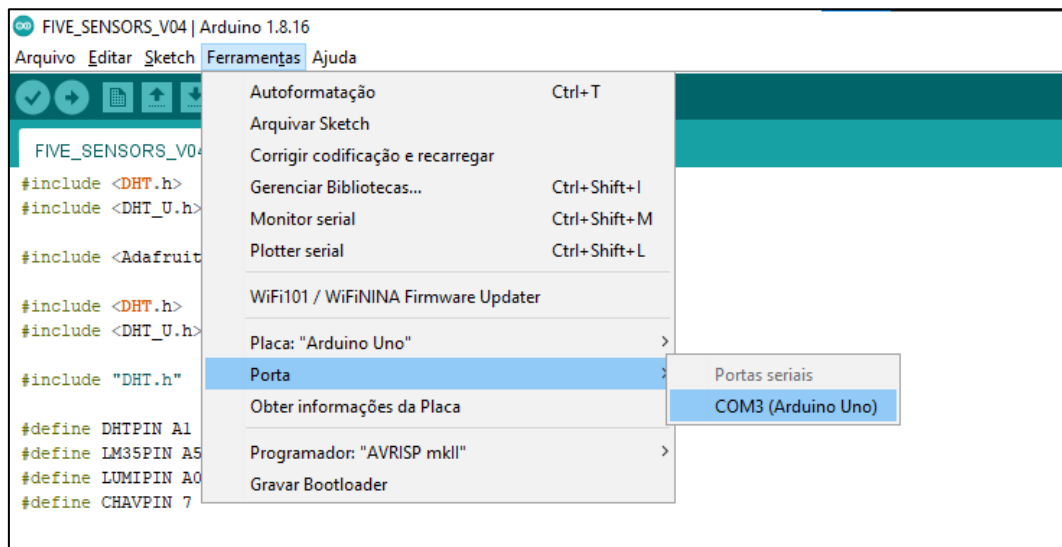 FIVE_SENSORS_V04 | Arduino 1.8.16
Arquivo Editar Sketch Ferramentas Ajuda
FIVE_SENSORS_V04
#include <DHT.h>
#include <DHT_U.h>
#include <Adafruit
#include <DHT.h>
#include <DHT_U.h>
#include "DHT.h"
#define DHTPIN A1
#define LM35PIN A5
#define LUMIPIN A0
#define CHAVPIN 7
Autoformatação Ctrl+T
Arquivar Sketch
Corrigir codificação e recarregar
Gerenciar Bibliotecas... Ctrl+Shift+I
Monitor serial Ctrl+Shift+M
Plotter serial Ctrl+Shift+L
WiFi101 / WiFiNINA Firmware Updater
Placa: "Arduino Uno"
Porta
Obter informações da Placa
Programador: "AVRISP mkII"
Gravar Bootloader
Portas seriais
COM3 (Arduino Uno)